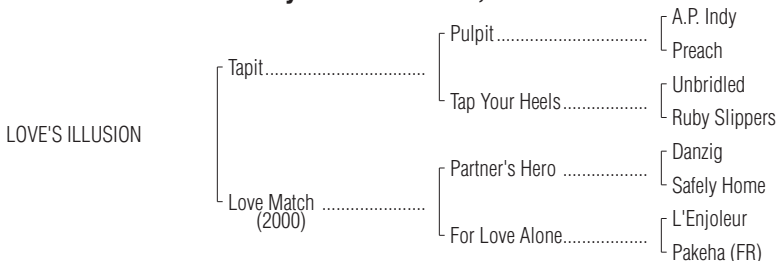 A.P. Indy
Pulpit
Preach
Tapit
Unbridled
Tap Your Heels
Ruby Slippers
LOVE'S ILLUSION
Danzig
Partner's Hero
Safely Home
Love Match
(2000)
L'Enjoleur
For Love Alone
Pakeha (FR)